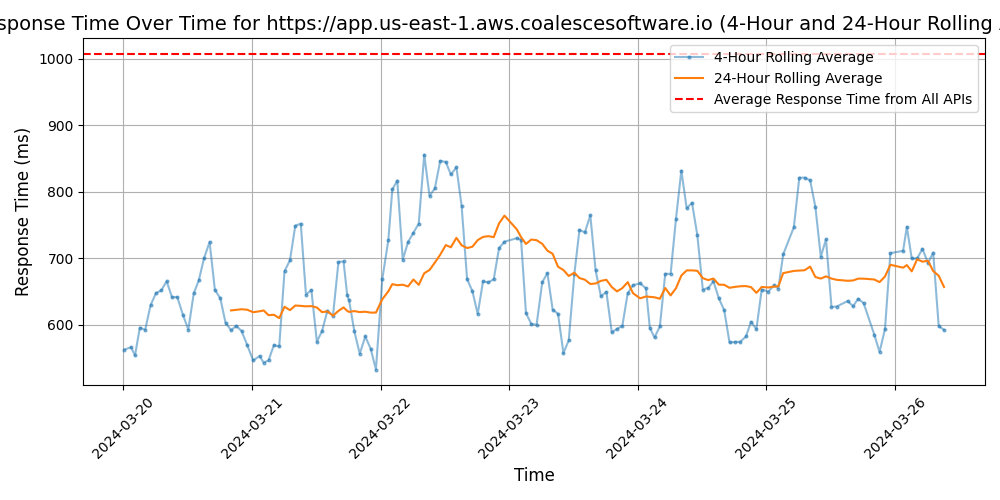 sponse Time Over Time for https://app.us-east-1.aws.coalescesoftware.io (4-Hour and 24-Hour Rolling
4-Hour Rolling Average
24-Hour Rolling Average
Average Response Time from All APIs
Response Time (ms)
1000
900
800
700
600
2024-03-20
2024-03-21
2024-03-22
2024-03-23
2024-03-24
2024-03-25
2024-03-26
Time